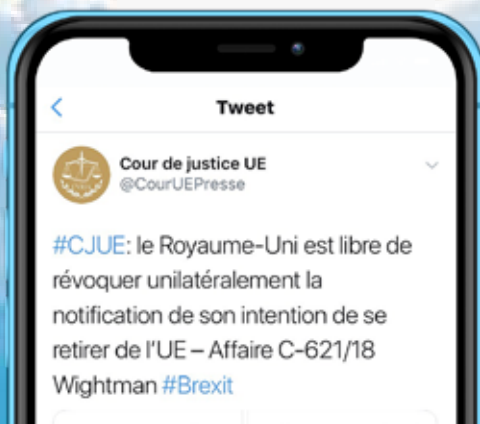 Tweet
Cour de justice UE
@CourUEPresse
#CJUE: le Royaume-Uni est libre de
révoquer unilatéralement la
notification de son intention de se
retirer de l'UE – Affaire C-621/18
Wightman #Brexit